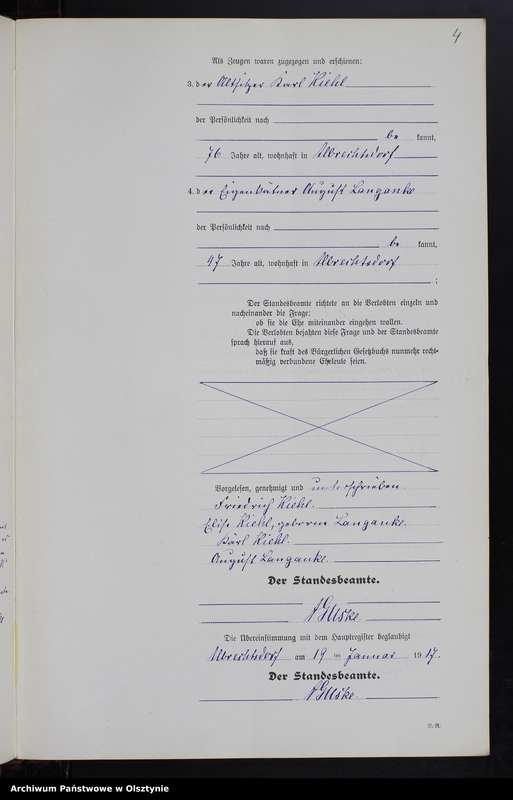 4
Als Zeugen waren zugezogen und erschienen:
3. der Altsitzer Karl Kiehl
der Persönlichkeit nach
be kannt,
76 Jahre alt, wohnhaft in Albrechtsdorf
4. der Eigenkätner August Langanke
der Persönlichkeit nach
be kannt,
47 Jahre alt, wohnhaft in Albrechtsdorf
;
Der Standesbeamte richtete an die Verlobten einzeln und
nacheinander die Frage:
ob sie die Ehe miteinander eingehen wollen.
Die Verlobten bejahten diese Frage und der Standesbeamte
sprach hierauf aus,
daß sie kraft des Bürgerlichen Gesetzbuchs nunmehr recht-
mäßig verbundene Eheleute seien.
Vorgelesen, genehmigt und unterschrieben
Friedrich Kiehl.
Elise Kiehl, geborene Langanke.
Karl Kiehl.
August Langanke.
Der Standesbeamte.
Die Übereinstimmung mit dem Hauptregister beglaubigt
Albrechtsdorf am 19 ten Januar 1917.
Der Standesbeamte.
Archiwum Państwowe w Olsztynie